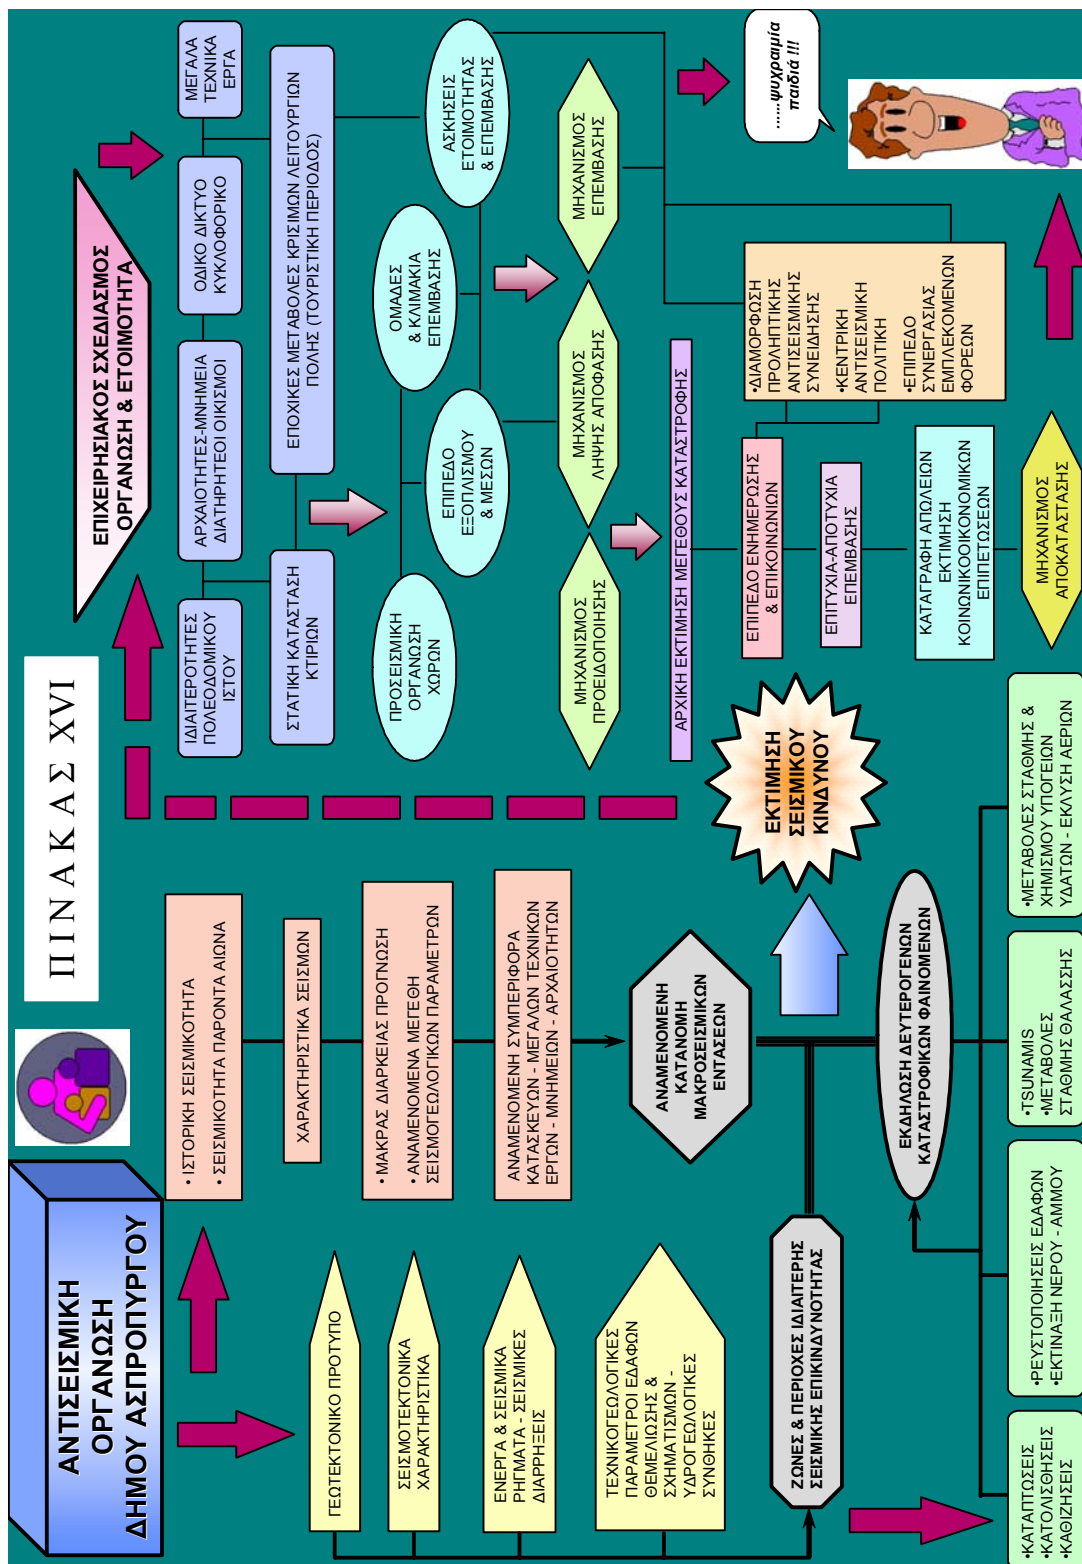 ΠΙΝΑΚΑΣ XVI
ΑΝΤΙΣΕΙΣΜΙΚΗ
ΟΡΓΑΝΩΣΗ
ΔΗΜΟΥ ΑΣΠΡΟΠΥΡΓΟΥ
ΓΕΩΤΕΚΤΟΝΙΚΟ ΠΡΟΤΥΠΟ
ΣΕΙΣΜΟΤΕΚΤΟΝΙΚΑ
ΧΑΡΑΚΤΗΡΙΣΤΙΚΑ
ΕΝΕΡΓΑ & ΣΕΙΣΜΙΚΑ
ΡΗΓΜΑΤΑ - ΣΕΙΣΜΙΚΕΣ
ΔΙΑΡΡΗΞΕΙΣ
ΤΕΧΝΙΚΟΓΕΩΛΟΓΙΚΕΣ
ΠΑΡΑΜΕΤΡΟΙ ΕΔΑΦΩΝ
ΘΕΜΕΛΙΩΣΗΣ &
ΣΧΗΜΑΤΙΣΜΩΝ -
ΥΔΡΟΓΕΩΛΟΓΙΚΕΣ
ΣΥΝΘΗΚΕΣ
ΖΩΝΕΣ & ΠΕΡΙΟΧΕΣ ΙΔΙΑΙΤΕΡΗΣ
ΣΕΙΣΜΙΚΗΣ ΕΠΙΚΙΝΔΥΝΟΤΗΤΑΣ
•ΚΑΤΑΠΤΩΣΕΙΣ
•ΚΑΤΟΛΙΣΘΗΣΕΙΣ
•ΚΑΘΙΖΗΣΕΙΣ
•ΡΕΥΣΤΟΠΟΙΗΣΕΙΣ ΕΔΑΦΩΝ
•ΕΚΤΙΝΑΞΗ ΝΕΡΟΥ - ΑΜΜΟΥ
•TSUNAMIS
•ΜΕΤΑΒΟΛΕΣ
ΣΤΑΘΜΗΣ ΘΑΛΑΣΣΗΣ
•ΜΕΤΑΒΟΛΕΣ ΣΤΑΘΜΗΣ &
ΧΗΜΙΣΜΟΥ ΥΠΟΓΕΙΩΝ
ΥΔΑΤΩΝ - ΕΚΛΥΣΗ ΑΕΡΙΩΝ
• ΙΣΤΟΡΙΚΗ ΣΕΙΣΜΙΚΟΤΗΤΑ
• ΣΕΙΣΜΙΚΟΤΗΤΑ ΠΑΡΟΝΤΑ ΑΙΩΝΑ
ΧΑΡΑΚΤΗΡΙΣΤΙΚΑ ΣΕΙΣΜΩΝ
• ΜΑΚΡΑΣ ΔΙΑΡΚΕΙΑΣ ΠΡΟΓΝΩΣΗ
• ΑΝΑΜΕΝΟΜΕΝΑ ΜΕΓΕΘΗ
ΣΕΙΣΜΟΓΕΩΛΟΓΙΚΩΝ ΠΑΡΑΜΕΤΡΩΝ
ΑΝΑΜΕΝΟΜΕΝΗ ΣΥΜΠΕΡΙΦΟΡΑ
ΚΑΤΑΣΚΕΥΩΝ - ΜΕΓΑΛΩΝ ΤΕΧΝΙΚΩΝ
ΕΡΓΩΝ - ΜΝΗΜΕΙΩΝ - ΑΡΧΑΙΟΤΗΤΩΝ
ΑΝΑΜΕΝΟΜΕΝΗ
ΚΑΤΑΝΟΜΗ
ΜΑΚΡΟΣΕΙΣΜΙΚΩΝ
ΕΝΤΑΣΕΩΝ
ΕΚΔΗΛΩΣΗ ΔΕΥΤΕΡΟΓΕΝΩΝ
ΚΑΤΑΣΤΡΟΦΙΚΩΝ ΦΑΙΝΟΜΕΝΩΝ
ΕΚΤΙΜΗΣΗ
ΣΕΙΣΜΙΚΟΥ
ΚΙΝΔΥΝΟΥ
ΕΠΙΧΕΙΡΗΣΙΑΚΟΣ ΣΧΕΔΙΑΣΜΟΣ
ΟΡΓΑΝΩΣΗ & ΕΤΟΙΜΟΤΗΤΑ
ΙΔΙΑΙΤΕΡΟΤΗΤΕΣ
ΠΟΛΕΟΔΟΜΙΚΟΥ
ΙΣΤΟΥ
ΑΡΧΑΙΟΤΗΤΕΣ-ΜΝΗΜΕΙΑ
ΔΙΑΤΗΡΗΤΕΟΙ ΟΙΚΙΣΜΟΙ
ΟΔΙΚΟ ΔΙΚΤΥΟ
ΚΥΚΛΟΦΟΡΙΚΟ
ΜΕΓΑΛΑ
ΤΕΧΝΙΚΑ
ΕΡΓΑ
ΣΤΑΤΙΚΗ ΚΑΤΑΣΤΑΣΗ
ΚΤΙΡΙΩΝ
ΕΠΟΧΙΚΕΣ ΜΕΤΑΒΟΛΕΣ ΚΡΙΣΙΜΩΝ ΛΕΙΤΟΥΡΓΙΩΝ
ΠΟΛΗΣ (ΤΟΥΡΙΣΤΙΚΗ ΠΕΡΙΟΔΟΣ)
ΠΡΟΣΕΙΣΜΙΚΗ
ΟΡΓΑΝΩΣΗ
ΧΩΡΩΝ
ΕΠΙΠΕΔΟ
ΕΞΟΠΛΙΣΜΟΥ
& ΜΕΣΩΝ
ΟΜΑΔΕΣ
& ΚΛΙΜΑΚΙΑ
ΕΠΕΜΒΑΣΗΣ
ΑΣΚΗΣΕΙΣ
ΕΤΟΙΜΟΤΗΤΑΣ
& ΕΠΕΜΒΑΣΗΣ
ΜΗΧΑΝΙΣΜΟΣ
ΠΡΟΕΙΔΟΠΟΙΗΣΗΣ
ΜΗΧΑΝΙΣΜΟΣ
ΛΗΨΗΣ ΑΠΟΦΑΣΗΣ
ΜΗΧΑΝΙΣΜΟΣ
ΕΠΕΜΒΑΣΗΣ
ΑΡΧΙΚΗ ΕΚΤΙΜΗΣΗ ΜΕΓΕΘΟΥΣ ΚΑΤΑΣΤΡΟΦΗΣ
ΕΠΙΠΕΔΟ ΕΝΗΜΕΡΩΣΗΣ
& ΕΠΙΚΟΙΝΩΝΙΩΝ
ΕΠΙΤΥΧΙΑ-ΑΠΟΤΥΧΙΑ
ΕΠΕΜΒΑΣΗΣ
ΚΑΤΑΓΡΑΦΗ ΑΠΩΛΕΙΩΝ
ΕΚΤΙΜΗΣΗ
ΚΟΙΝΩΝΙΚΟΟΙΚΟΝΟΜΙΚΩΝ
ΕΠΙΠΕΤΩΣΕΩΝ
ΜΗΧΑΝΙΣΜΟΣ
ΑΠΟΚΑΤΑΣΤΑΣΗΣ
•ΔΙΑΜΟΡΦΩΣΗ
ΠΡΟΛΗΠΤΙΚΗΣ
ΑΝΤΙΣΕΙΣΜΙΚΗΣ
ΣΥΝΕΙΔΗΣΗΣ
•ΚΕΝΤΡΙΚΗ
ΑΝΤΙΣΕΙΣΜΙΚΗ
ΠΟΛΙΤΙΚΗ
•ΕΠΙΠΕΔΟ
ΣΥΝΕΡΓΑΣΙΑΣ
ΕΜΠΛΕΚΟΜΕΝΩΝ
ΦΟΡΕΩΝ
......ψυχραιμία
παιδιά !!!